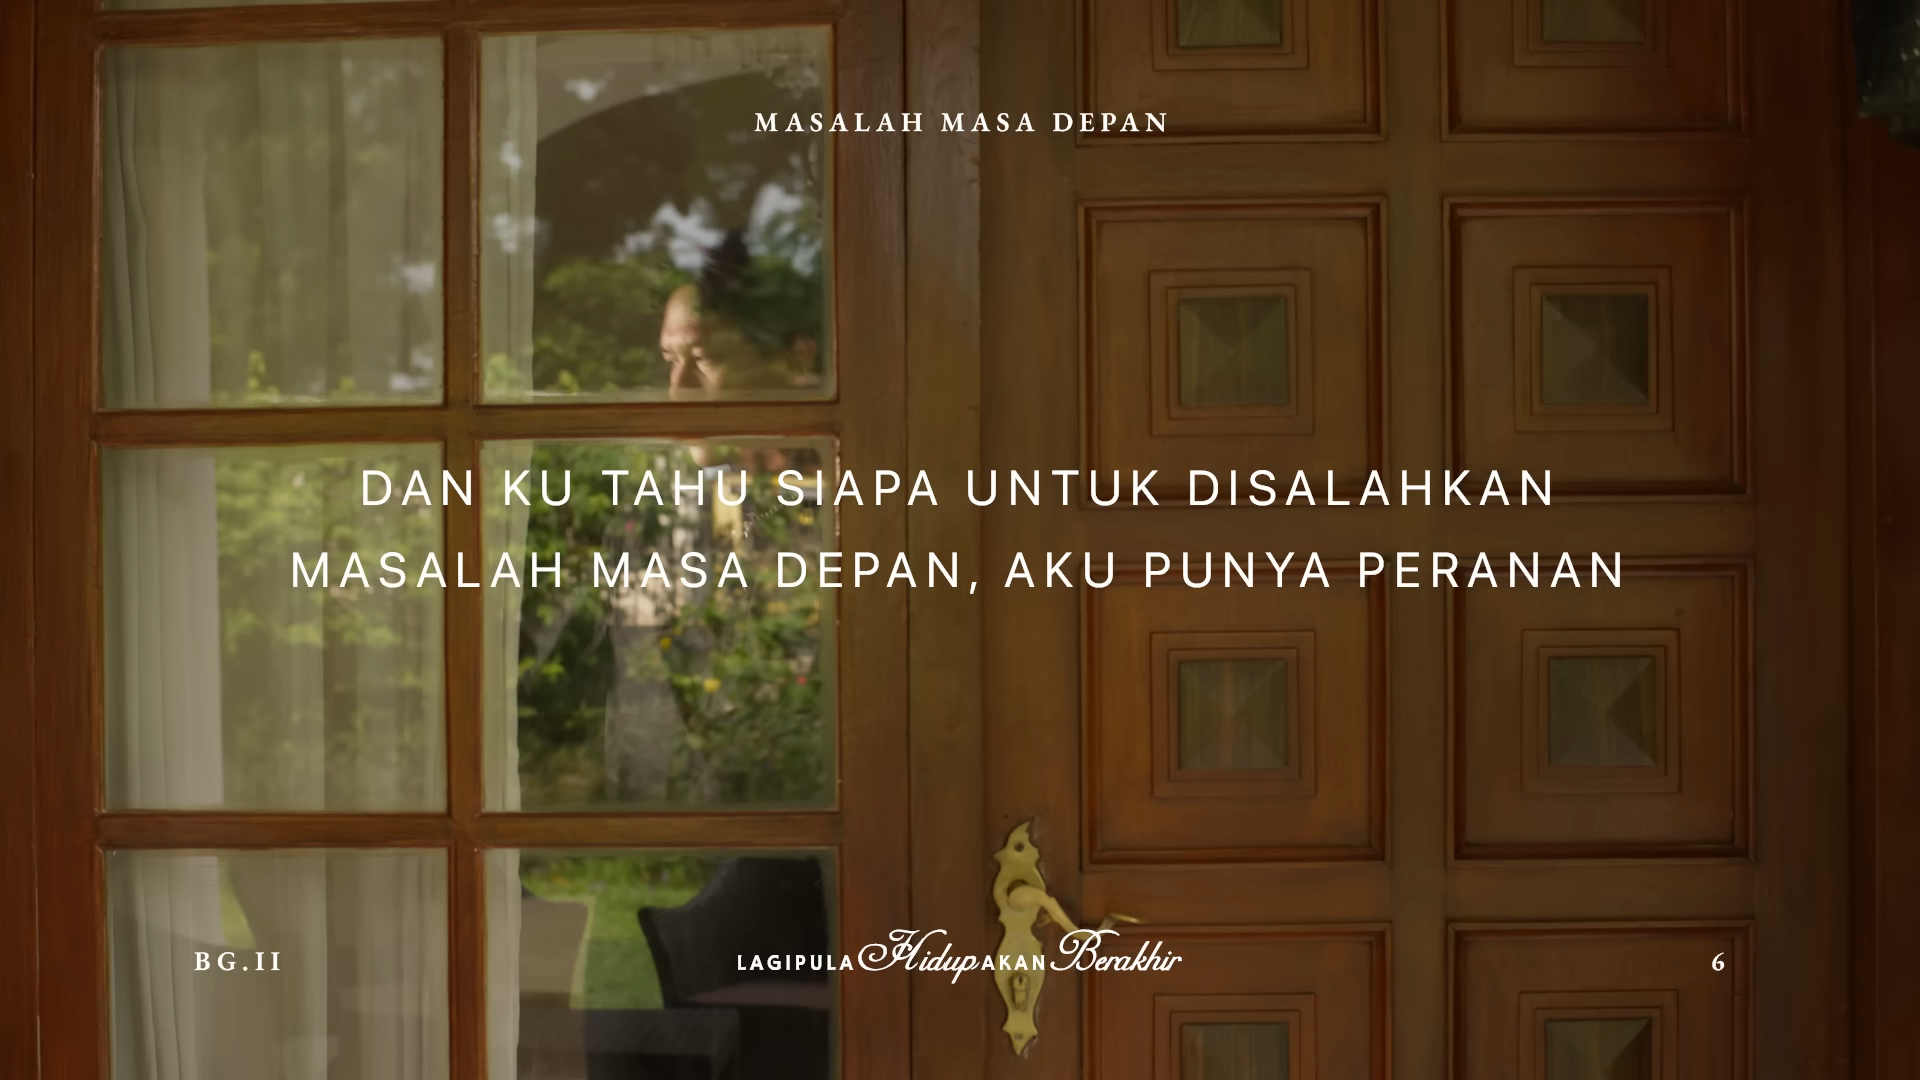 MASALAH MASA DEPAN
DAN KU TAHU SIAPA UNTUK DISALAHKAN
MASALAH MASA DEPAN, AKU PUNYA PERANAN
BG.II
LAGIPULA Hidup AKAN Berakhir
6